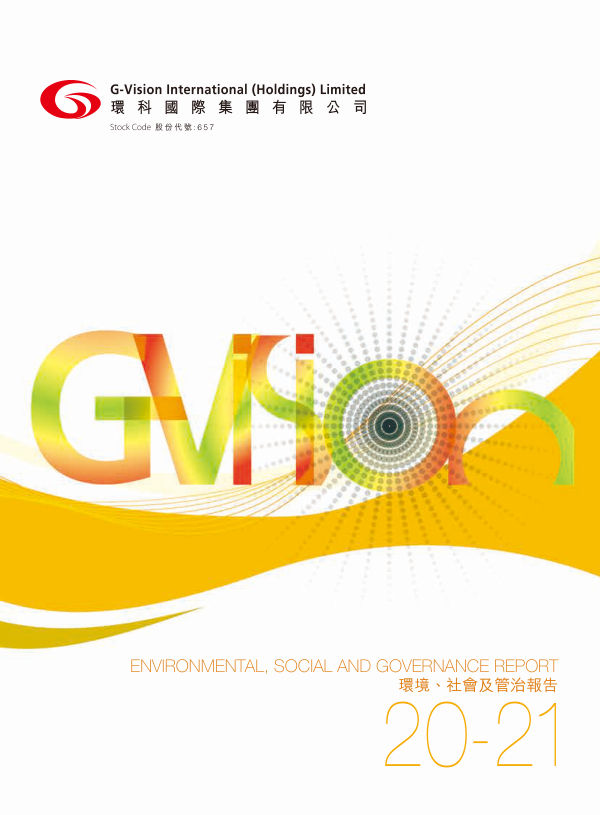 G-Vision International (Holdings) Limited
環科國際集團有限公司
Stock Code 股份代號:657
G-Vision
ENVIRONMENTAL, SOCIAL AND GOVERNANCE REPORT
環境、社會及管治報告
20-21